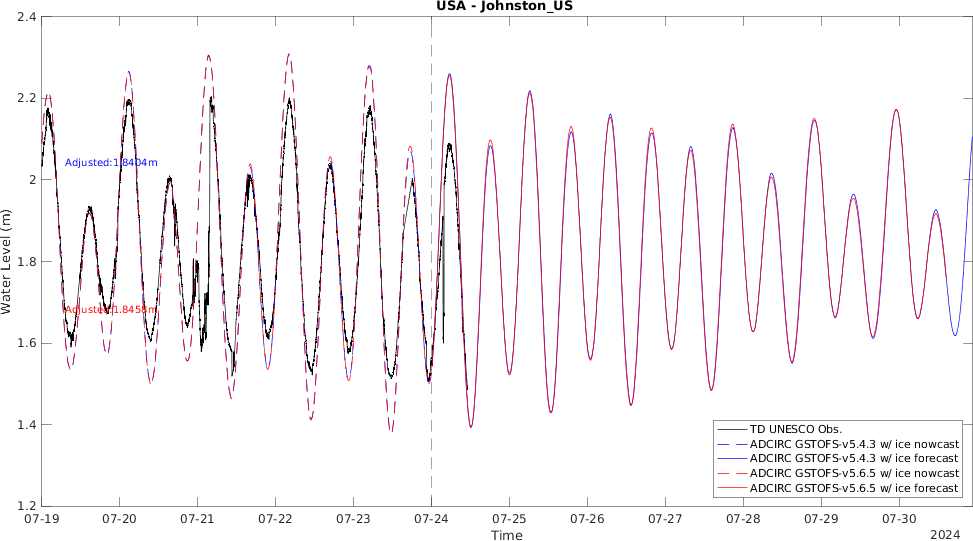 USA - Johnston_US
Water Level (m)
2.4
2.2
2
1.8
1.6
1.4
1.2
Adjusted:1.8404m
Adjusted:1.8458m
TD UNESCO Obs.
ADCIRC GSTOFS-v5.4.3 w/ ice nowcast
ADCIRC GSTOFS-v5.4.3 w/ ice forecast
ADCIRC GSTOFS-v5.6.5 w/ ice nowcast
ADCIRC GSTOFS-v5.6.5 w/ ice forecast
07-19 07-20 07-21 07-22 07-23 07-24 07-25 07-26 07-27 07-28 07-29 07-30
Time
2024